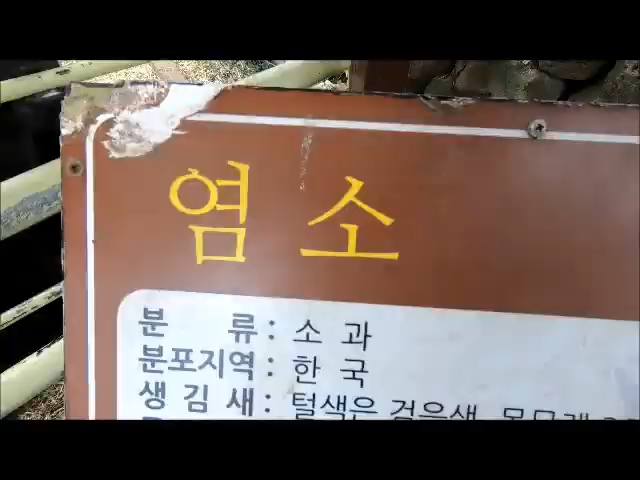 염소
분류 : 소과
분포지역 : 한국
생김새 : 털색은 검은색